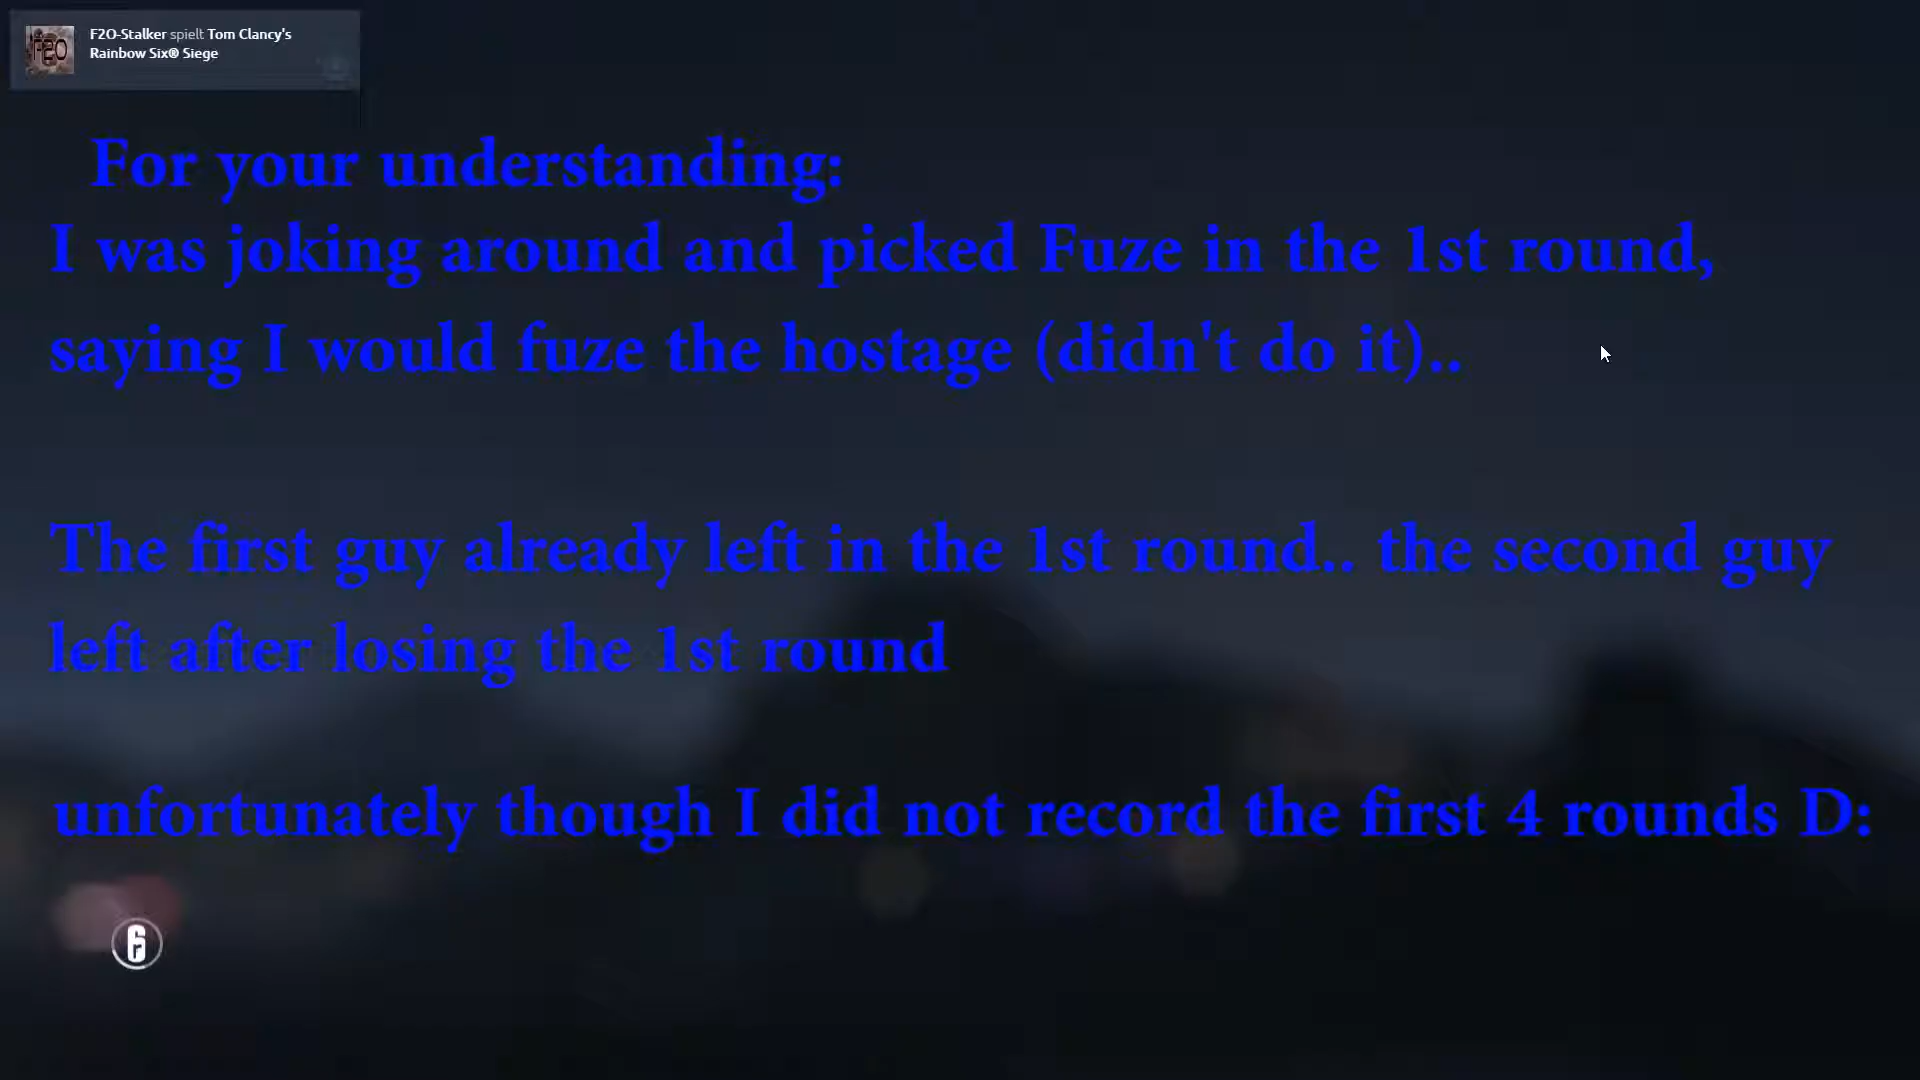 F2O-Stalker spielt Tom Clancy's
Rainbow Six® Siege
For your understanding:
I was joking around and picked Fuze in the 1st round,
saying I would fuze the hostage (didn't do it)..
The first guy already left in the 1st round.. the second guy
left after losing the 1st round
unfortunately though I did not record the first 4 rounds D:
6